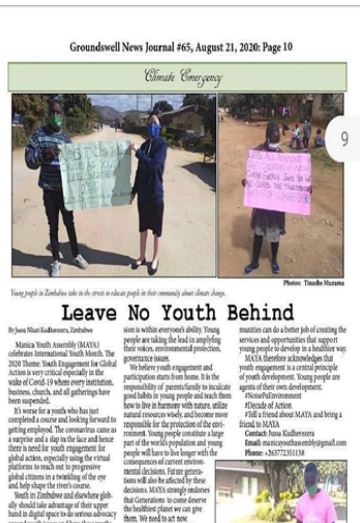 Groundswell News Journal #65, August 21, 2020: Page 10
Climate Emergency
9
Photos: Tinashe Muzama
Young people in Zimbabwe take to the streets to educate people in their community about climate change.
Leave No Youth Behind
By Jussa Nhari Kudherezera, Zimbabwe
Manica Youth Assembly (MAYA)
celebrates International Youth Month. The
2020 Theme: Youth Engagement for Global
Action is very critical especially in the
wake of Covid-19 where every institution,
business, church, and all gatherings have
been suspended.
It's worse for a youth who has just
completed a course and looking forward to
getting employed. The coronavirus came as
a surprise and a slap in the face and hence
there is need for youth engagement for
global action, especially using the virtual
platforms to reach out to progressive
global citizens in a twinkling of the eye
and help shape the river's course.
Youth in Zimbabwe and elsewhere glob-
ally should take advantage of their upper
hand in digital space to do serious advocacy
sion is within everyone's ability. Young
people are taking the lead in amplifying
their voices, environmental protection,
governance issues.
We believe youth engagement and
participation starts from home. It is the
responsibility of parents/family to inculcate
good habits in young people and teach them
how to live in harmony with nature, utilize
natural resources wisely, and become more
responsible for the protection of the envi-
ronment. Young people constitute a large
part of the world's population and young
people will have to live longer with the
consequences of current environ-
mental decisions. Future genera-
tions will also be affected by these
decisions. MAYA strongly endorses
that Generations to come deserve
the healthiest planet we can give
them. We need to act now.
munities can do a better job of creating the
services and opportunities that support
young people to develop in a healthier way.
MAYA therefore acknowledges that
youth engagement is a central principle
of youth development. Young people are
agents of their own development.
#NoisePaEnvironment
#Decade of Action
#Tell a friend about MAYA and bring a
friend to MAYA
Contact: Jussa Kudherezera
Email: manicayouthassembly@gmail.com
Phone: +263772351138